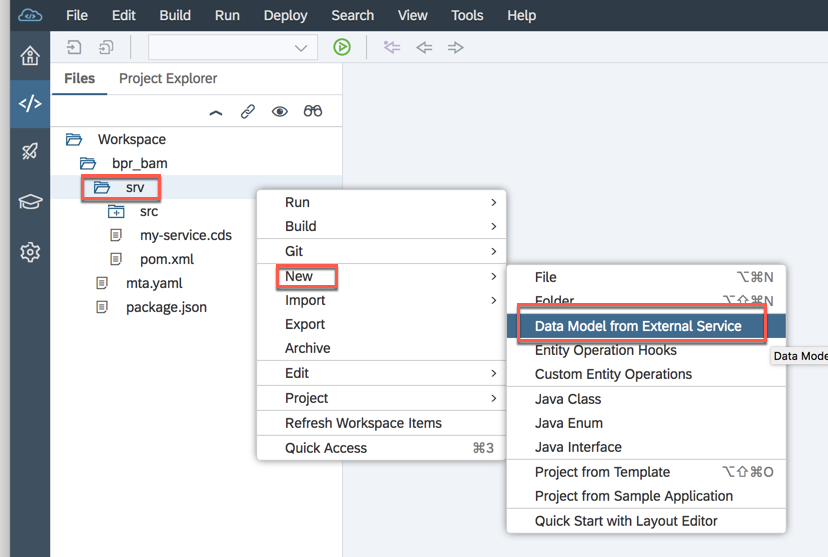 File Edit Build Run Deploy Search View Tools Help
Files Project Explorer
Workspace
bpr_bam
srv
src
my-service.cds
pom.xml
mta.yaml
package.json
Run
Build
Git
New
Import
Export
Archive
Edit
Project
Refresh Workspace Items
Quick Access ⌘3
File ⌥⌘N
Folder ⌥⇧⌘N
Data Model from External Service
Entity Operation Hooks
Custom Entity Operations
Java Class
Java Enum
Java Interface
Project from Template ⌥⇧⌘O
Project from Sample Application
Quick Start with Layout Editor
Data Mode